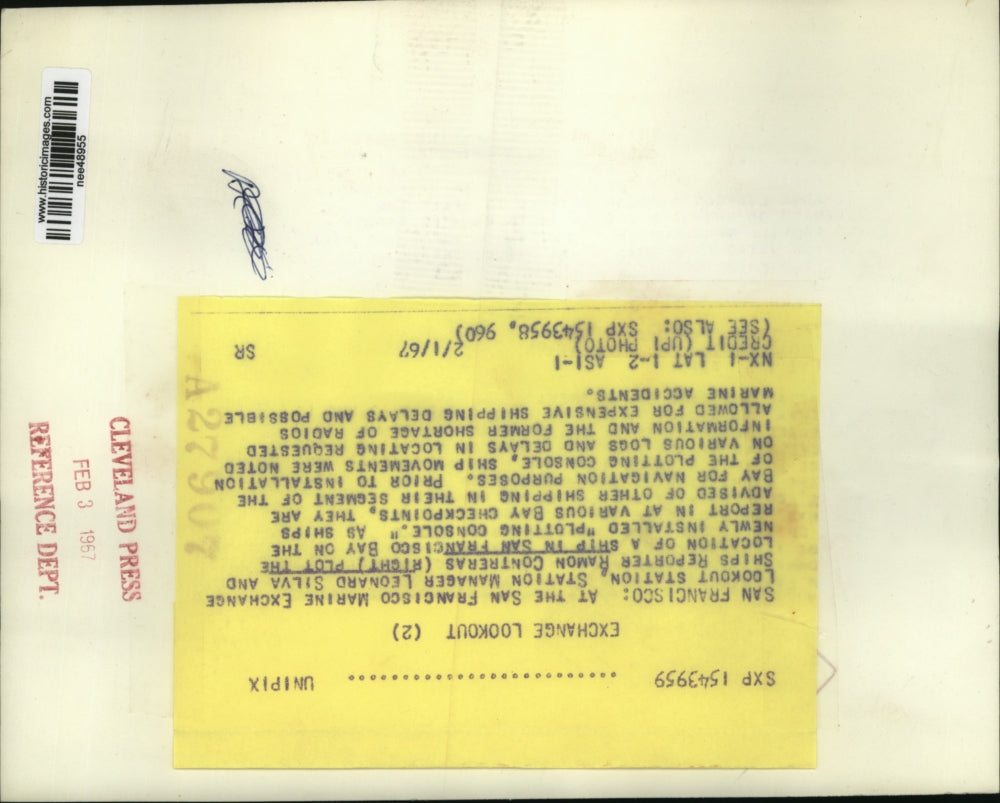 SXP 1543959 ........................ UNIPIX
EXCHANGE LOOKOUT (2)
SAN FRANCISCO: AT THE SAN FRANCISCO MARINE EXCHANGE
LOOKOUT STATION, STATION MANAGER LEONARD SILVA AND
SHIPS REPORTER RAMON CONTRERAS (RIGHT) PLOT THE
LOCATION OF A SHIP IN SAN FRANCISCO BAY ON THE
NEWLY INSTALLED "PLOTTING CONSOLE." AS SHIPS
REPORT IN AT VARIOUS BAY CHECKPOINTS, THEY ARE
ADVISED OF OTHER SHIPPING IN THEIR SEGMENT OF THE
BAY FOR NAVIGATION PURPOSES. PRIOR TO INSTALLATION
OF THE PLOTTING CONSOLE, SHIP MOVEMENTS WERE NOTED
ON VARIOUS LOGS AND DELAYS IN LOCATING REQUESTED
INFORMATION AND THE FORMER SHORTAGE OF RADIOS
ALLOWED FOR EXPENSIVE SHIPPING DELAYS AND POSSIBLE
MARINE ACCIDENTS.
NX-1 LAT 1-2 ASI-1
CREDIT (UPI PHOTO) 2/1/67 SR
(SEE ALSO: SXP 1543958, 960)
A27907
CLEVELAND PRESS
FEB 3 1967
REFERENCE DEPT.
www.historicimages.com
nee48955